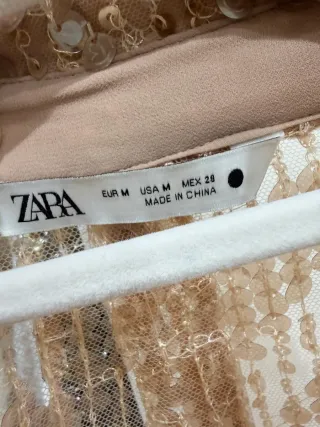 ZARA
EUR M USA M MEX 28
MADE IN CHINA